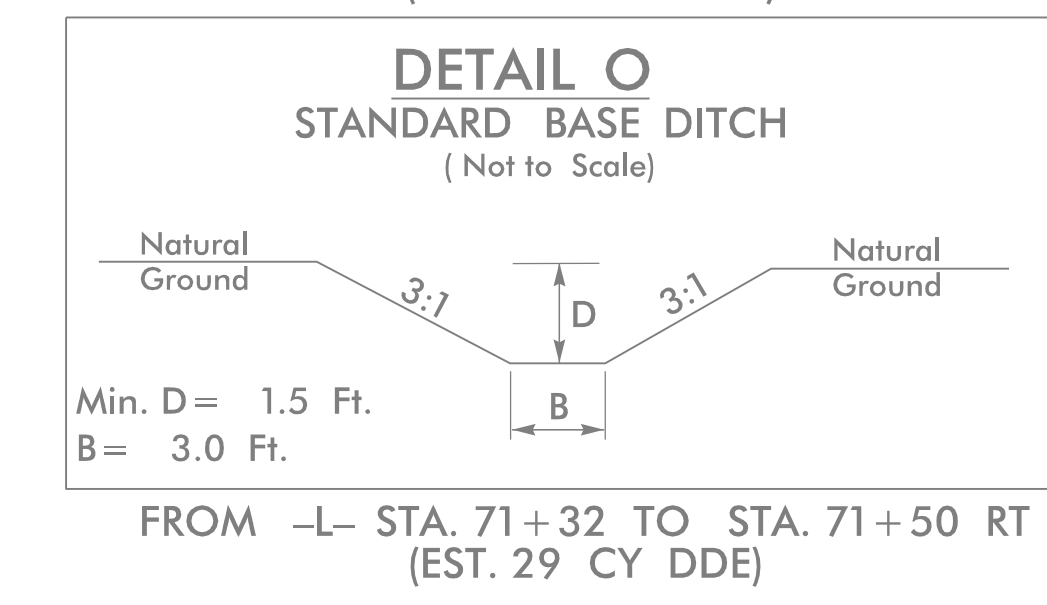 DETAIL O
STANDARD BASE DITCH
( Not to Scale)
Natural
Ground
3:1
D
3:1
Natural
Ground
Min. D= 1.5 Ft.
B
B= 3.0 Ft.
FROM -L- STA. 71+32 TO STA. 71+50 RT
(EST. 29 CY DDE)